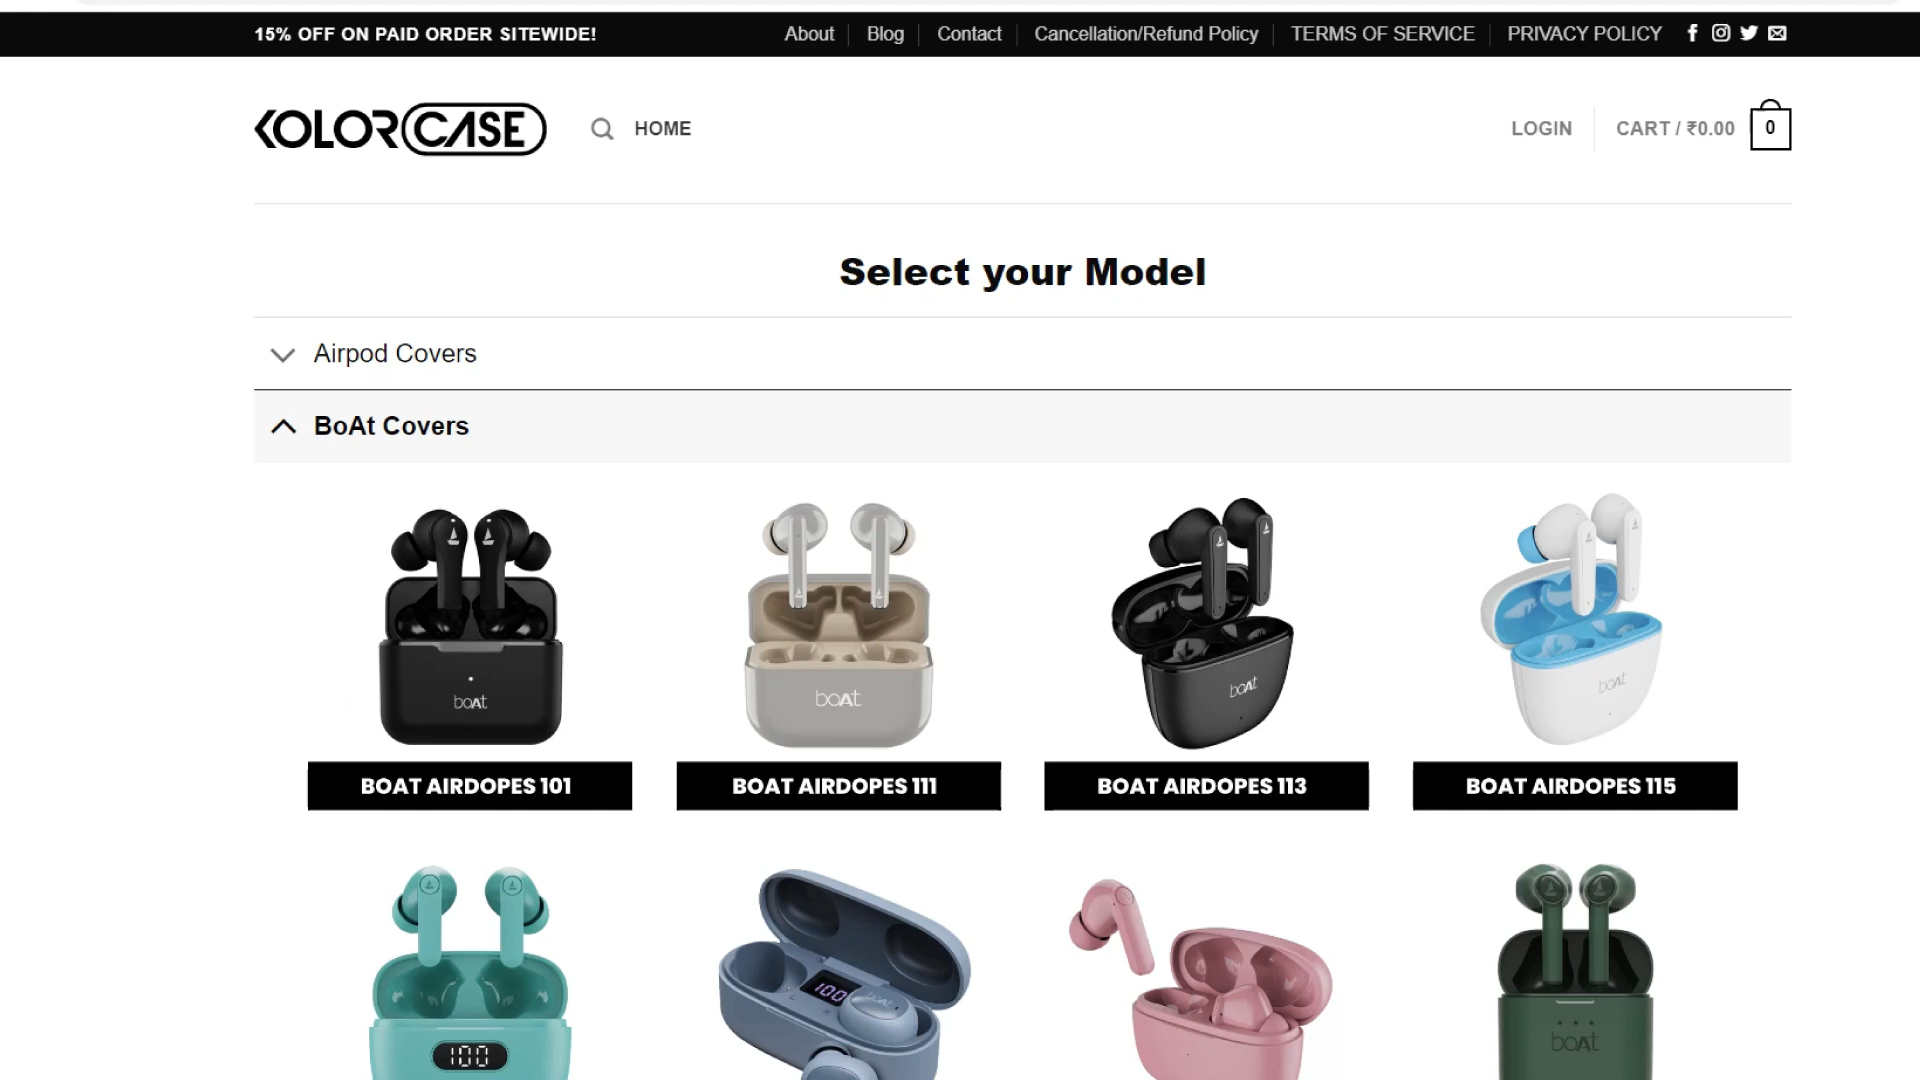 15% OFF ON PAID ORDER SITEWIDE!
About
Blog
Contact
Cancellation/Refund Policy
TERMS OF SERVICE
PRIVACY POLICY
KOLORCASE
HOME
LOGIN
CART / ₹0.00
0
Select your Model
Airpod Covers
BoAt Covers
boAt
boAt
boAt
boAt
BOAT AIRDOPES 101
BOAT AIRDOPES 111
BOAT AIRDOPES 113
BOAT AIRDOPES 115
100
100
boAt
boAt